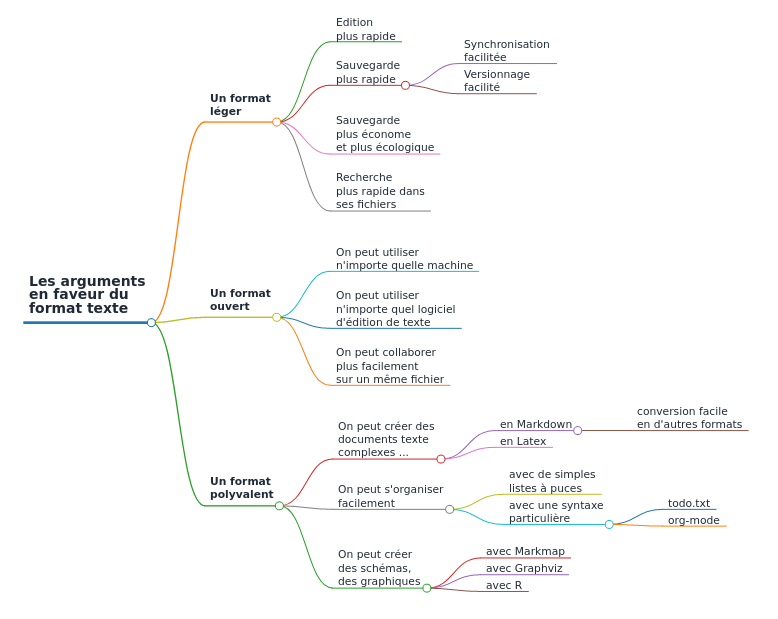 Les arguments
en faveur du
format texte
Un format
léger
Edition
plus rapide
Sauvegarde
plus rapide
Synchronisation
facilitée
Versionnage
facilité
Sauvegarde
plus économe
et plus écologique
Recherche
plus rapide dans
ses fichiers
Un format
ouvert
On peut utiliser
n'importe quelle machine
On peut utiliser
n'importe quel logiciel
d'édition de texte
On peut collaborer
plus facilement
sur un même fichier
Un format
polyvalent
On peut créer des
documents texte
complexes ...
en Markdown
conversion facile
en d'autres formats
en Latex
On peut s'organiser
facilement
avec de simples
listes à puces
avec une syntaxe
particulière
todo.txt
org-mode
On peut créer
des schémas,
des graphiques
avec Markmap
avec Graphviz
avec R